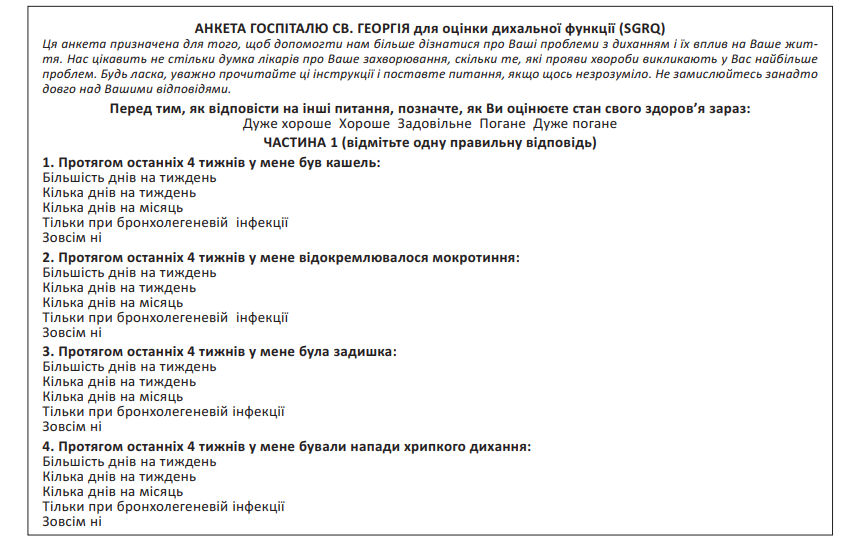 АНКЕТА ГОСПІТАЛЮ СВ. ГЕОРГІЯ для оцінки дихальної функції (SGRQ)
Ця анкета призначена для того, щоб допомогти нам більше дізнатися про Ваші проблеми з диханням і їх вплив на Ваше жит-
тя. Нас цікавить не стільки думка лікарів про Ваше захворювання, скільки те, які прояви хвороби викликають у Вас найбільше
проблем. Будь ласка, уважно прочитайте ці інструкції і поставте питання, якщо щось незрозуміло. Не замислюйтесь занадто
довго над Вашими відповідями.
Перед тим, як відповісти на інші питання, позначте, як Ви оцінюєте стан свого здоров’я зараз:
Дуже хороше Хороше Задовільне Погане Дуже погане
ЧАСТИНА 1 (відмітьте одну правильну відповідь)
1. Протягом останніх 4 тижнів у мене був кашель:
Більшість днів на тиждень
Кілька днів на тиждень
Кілька днів на місяць
Тільки при бронхолегеневій інфекції
Зовсім ні
2. Протягом останніх 4 тижнів у мене відокремлювалося мокротиння:
Більшість днів на тиждень
Кілька днів на тиждень
Кілька днів на місяць
Тільки при бронхолегеневій інфекції
Зовсім ні
3. Протягом останніх 4 тижнів у мене була задишка:
Більшість днів на тиждень
Кілька днів на тиждень
Кілька днів на місяць
Тільки при бронхолегеневій інфекції
Зовсім ні
4. Протягом останніх 4 тижнів у мене бували напади хрипкого дихання:
Більшість днів на тиждень
Кілька днів на тиждень
Кілька днів на місяць
Тільки при бронхолегеневій інфекції
Зовсім ні